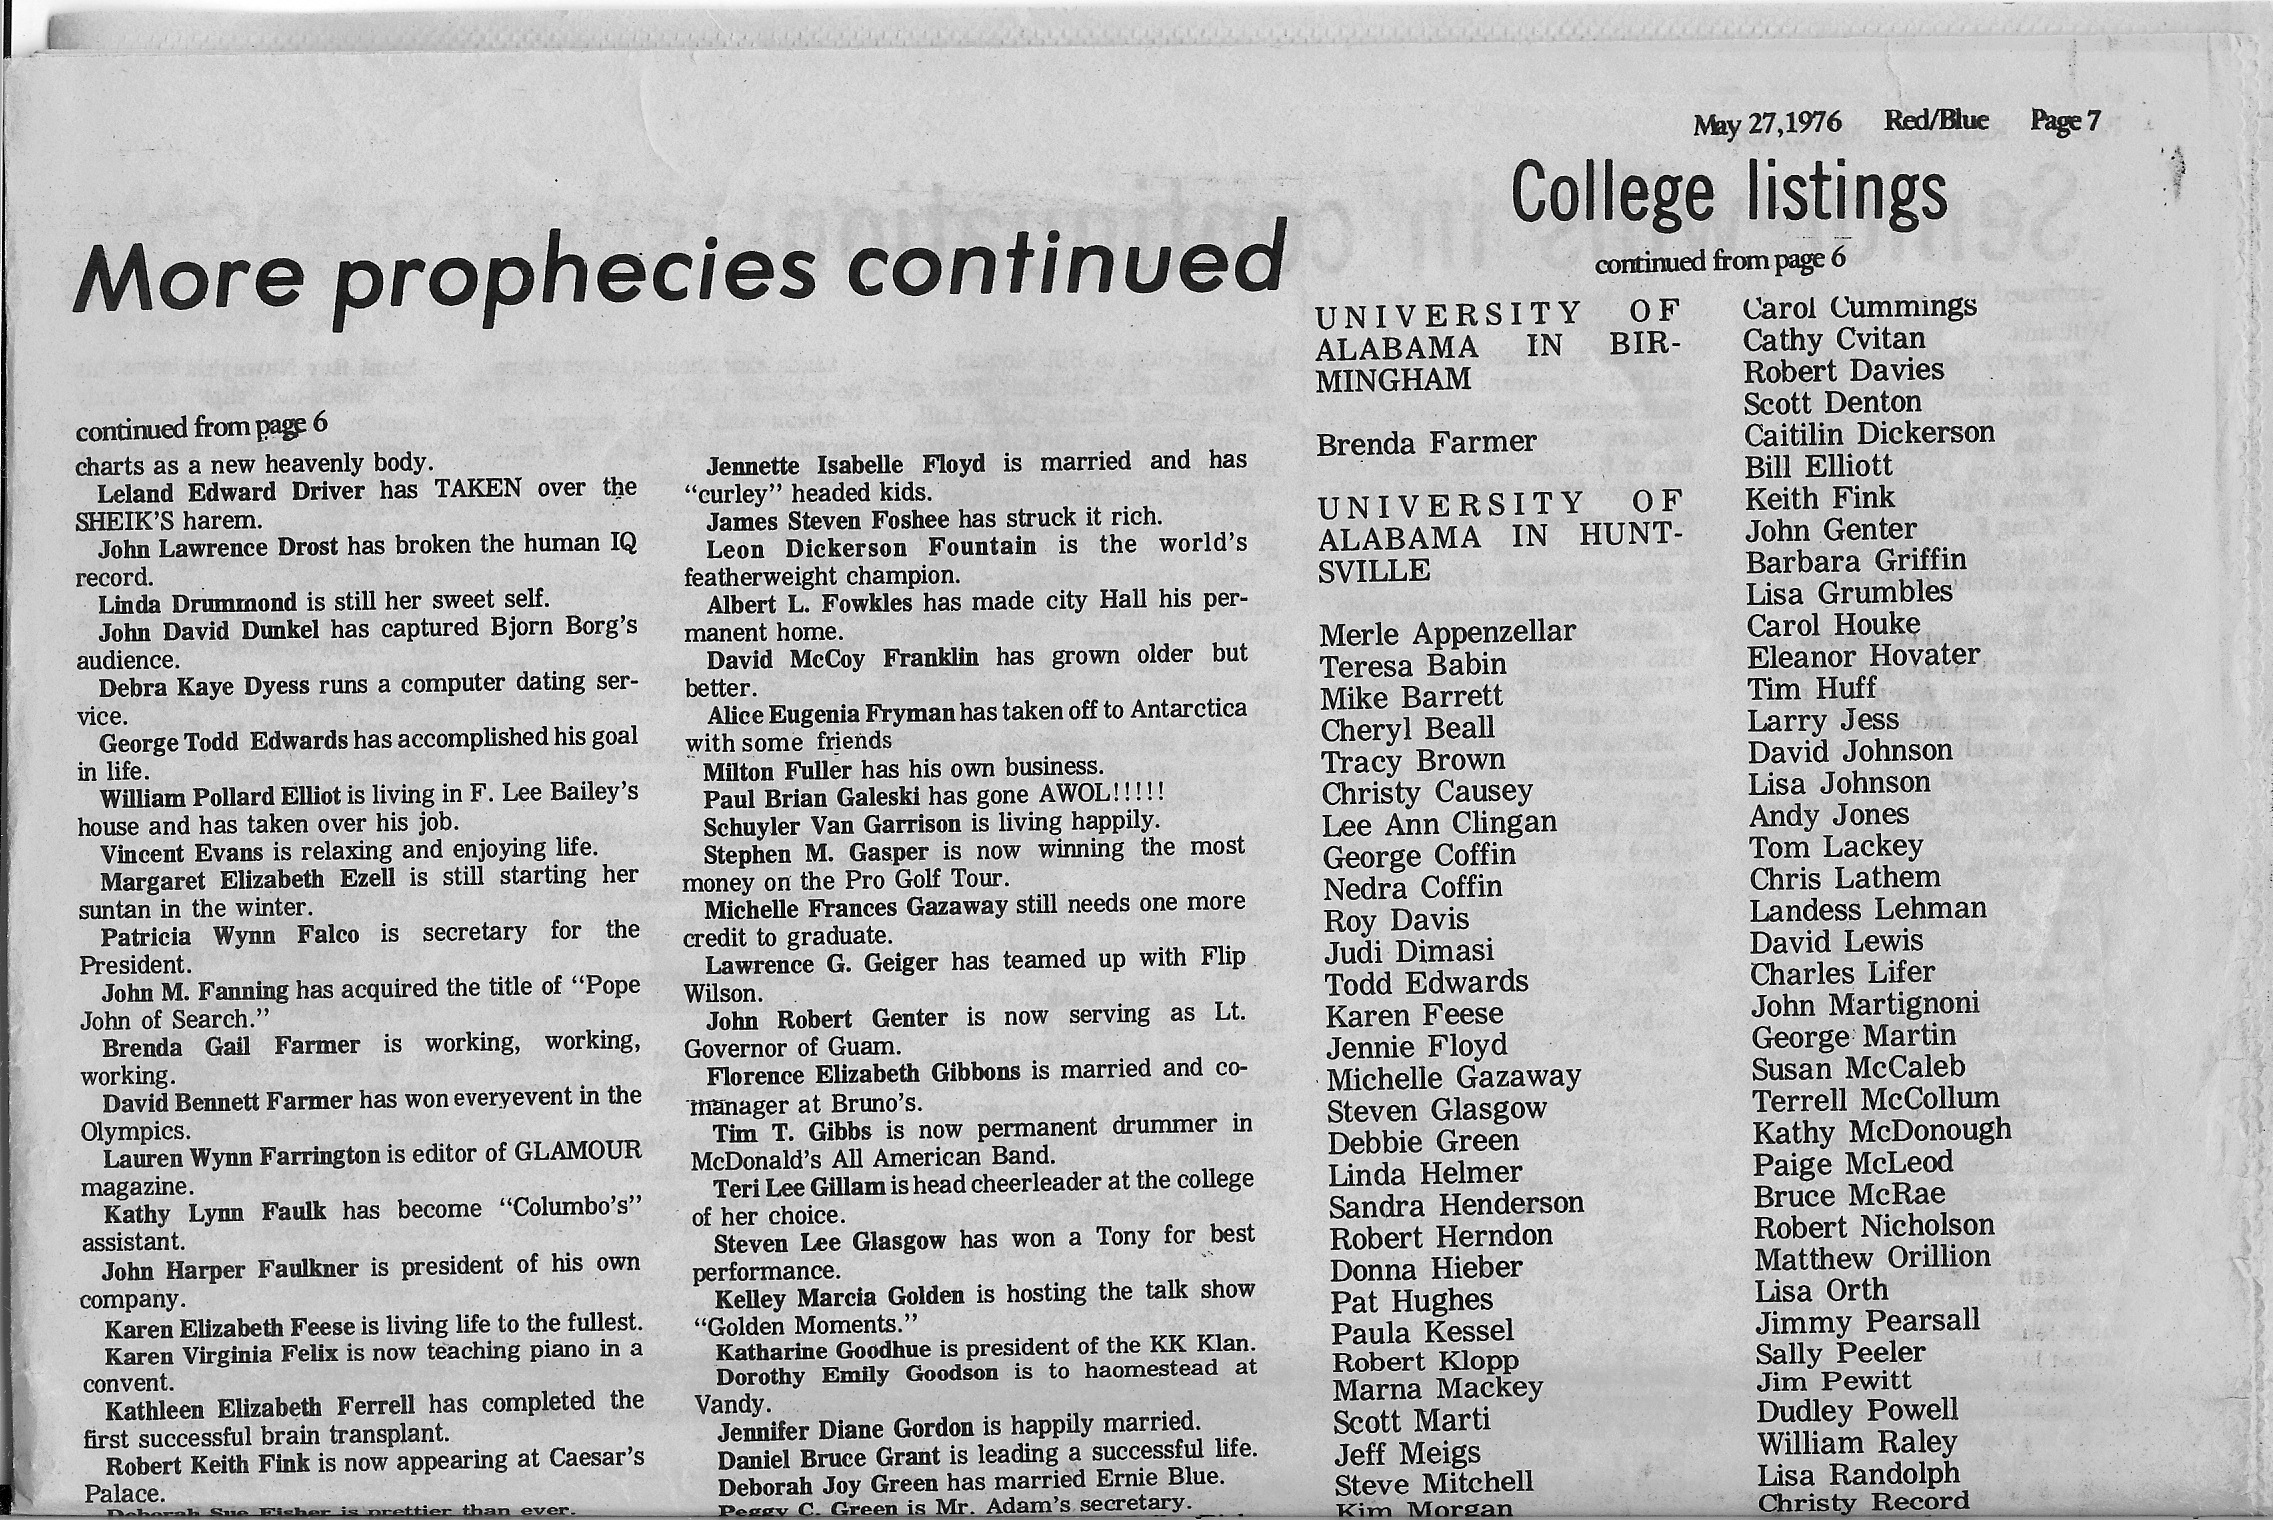 May 27,1976 Red/Blue Page 7
More prophecies continued
continued from page 6
charts as a new heavenly body.
Leland Edward Driver has TAKEN over the
SHEIK'S harem.
John Lawrence Drost has broken the human IQ
record.
Linda Drummond is still her sweet self.
John David Dunkel has captured Bjorn Borg's
audience.
Debra Kaye Dyess runs a computer dating ser-
vice.
George Todd Edwards has accomplished his goal
in life.
William Pollard Elliot is living in F. Lee Bailey's
house and has taken over his job.
Vincent Evans is relaxing and enjoying life.
Margaret Elizabeth Ezell is still starting her
suntan in the winter.
Patricia Wynn Falco is secretary for the
President.
John M. Fanning has acquired the title of "Pope
John of Search."
Brenda Gail Farmer is working, working,
working.
David Bennett Farmer has won everyevent in the
Olympics.
Lauren Wynn Farrington is editor of GLAMOUR
magazine.
Kathy Lynn Faulk has become "Columbo's"
assistant.
John Harper Faulkner is president of his own
company.
Karen Elizabeth Feese is living life to the fullest.
Karen Virginia Felix is now teaching piano in a
convent.
Kathleen Elizabeth Ferrell has completed the
first successful brain transplant.
Robert Keith Fink is now appearing at Caesar's
Palace.
Deborah Sue Fisher is prettier than ever.
Jennette Isabelle Floyd is married and has
"curley" headed kids.
James Steven Foshee has struck it rich.
Leon Dickerson Fountain is the world's
featherweight champion.
Albert L. Fowkles has made city Hall his per-
manent home.
David McCoy Franklin has grown older but
better.
Alice Eugenia Fryman has taken off to Antarctica
with some friends
Milton Fuller has his own business.
Paul Brian Galeski has gone AWOL!!!!!
Schuyler Van Garrison is living happily.
Stephen M. Gasper is now winning the most
money on the Pro Golf Tour.
Michelle Frances Gazaway still needs one more
credit to graduate.
Lawrence G. Geiger has teamed up with Flip
Wilson.
John Robert Genter is now serving as Lt.
Governor of Guam.
Florence Elizabeth Gibbons is married and co-
manager at Bruno's.
Tim T. Gibbs is now permanent drummer in
McDonald's All American Band.
Teri Lee Gillam is head cheerleader at the college
of her choice.
Steven Lee Glasgow has won a Tony for best
performance.
Kelley Marcia Golden is hosting the talk show
"Golden Moments."
Katharine Goodhue is president of the KK Klan.
Dorothy Emily Goodson is to haomestead at
Vandy.
Jennifer Diane Gordon is happily married.
Daniel Bruce Grant is leading a successful life.
Deborah Joy Green has married Ernie Blue.
Peggy C. Green is Mr. Adam's secretary.
College listings
continued from page 6
UNIVERSITY OF
ALABAMA IN BIR-
MINGHAM
Brenda Farmer
UNIVERSITY OF
ALABAMA IN HUNT-
SVILLE
Merle Appenzellar
Teresa Babin
Mike Barrett
Cheryl Beall
Tracy Brown
Christy Causey
Lee Ann Clingan
George Coffin
Nedra Coffin
Roy Davis
Judi Dimasi
Todd Edwards
Karen Feese
Jennie Floyd
Michelle Gazaway
Steven Glasgow
Debbie Green
Linda Helmer
Sandra Henderson
Robert Herndon
Donna Hieber
Pat Hughes
Paula Kessel
Robert Klopp
Marna Mackey
Scott Marti
Jeff Meigs
Steve Mitchell
Kim Morgan
Carol Cummings
Cathy Cvitan
Robert Davies
Scott Denton
Caitilin Dickerson
Bill Elliott
Keith Fink
John Genter
Barbara Griffin
Lisa Grumbles
Carol Houke
Eleanor Hovater
Tim Huff
Larry Jess
David Johnson
Lisa Johnson
Andy Jones
Tom Lackey
Chris Lathem
Landess Lehman
David Lewis
Charles Lifer
John Martignoni
George Martin
Susan McCaleb
Terrell McCollum
Kathy McDonough
Paige McLeod
Bruce McRae
Robert Nicholson
Matthew Orillion
Lisa Orth
Jimmy Pearsall
Sally Peeler
Jim Pewitt
Dudley Powell
William Raley
Lisa Randolph
Christy Record